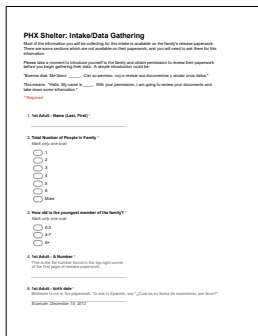 PHX Shelter: Intake/Data Gathering
Most of the information you will be collecting for this intake is available on the family's release paperwork.
There are some sections which are not available on their paperwork, and you will need to ask them for this
information.
Please take a moment to introduce yourself to the family and obtain permission to review their paperwork
before you begin gathering their data. A simple introduction could be:
"Buenos dias. Me llamo _____. Con su permiso, voy a revisar sus documentos y anotar unos datos."
This means: "Hello. My name is ____. With your permission, I am going to review your documents and
take down some information."
* Required
1. 1st Adult - Name (Last, First) *
2. Total Number of People in Family *
Mark only one oval.
1
2
3
4
5
6
More
3. How old is the youngest member of the family? *
Mark only one oval.
0-3
4-7
8+
4. 1st Adult - A Number *
This is the file number found in the top right corner
of the first page of release paperwork.
5. 1st Adult - birth date *
Birthdate is not in the paperwork. To ask in Spanish, say "¿Cual es su fecha de nacimiento, por favor?"
Example: December 15, 2012